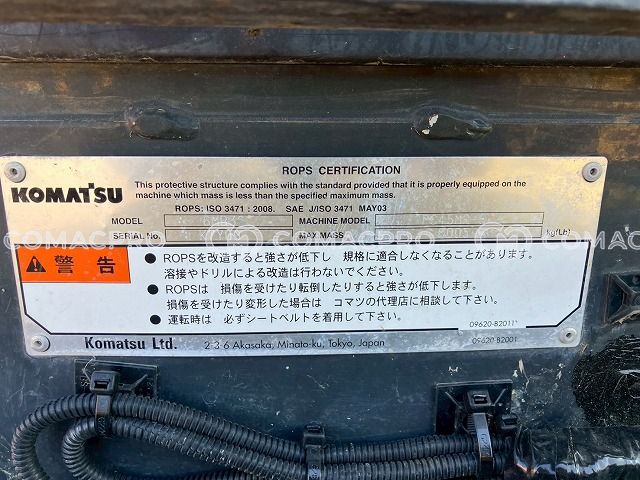 ROPS CERTIFICATION
KOMATSU
This protective structure complies with the standard provided that it is properly equipped on the
machine which mass is less than the specified maximum mass.
ROPS: ISO 3471 : 2008. SAE J/ISO 3471 MAY03
MODEL MACHINE MODEL
SERIAL No. MAX MASS kg(Lb)
COMACPRO COMACPRO COMACPRO
警告
● ROPSを改造すると強さが低下し 規格に適合しなくなることがあります。
溶接やドリルによる改造は行わないでください。
● ROPSは 損傷を受けたり転倒したりすると強さが低下します。
損傷を受けたり変形した場合は コマツの代理店に相談して下さい。
● 運転時は 必ずシートベルトを着用して下さい。
09620-B2011
Komatsu Ltd. 2-3-6 Akasaka, Minato-ku, Tokyo, Japan 09620-B2001